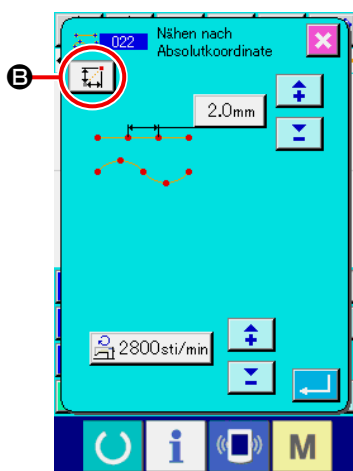 022
Nähen nach
Absolutkoordinate
B
2.0mm
2800sti/min
i
M